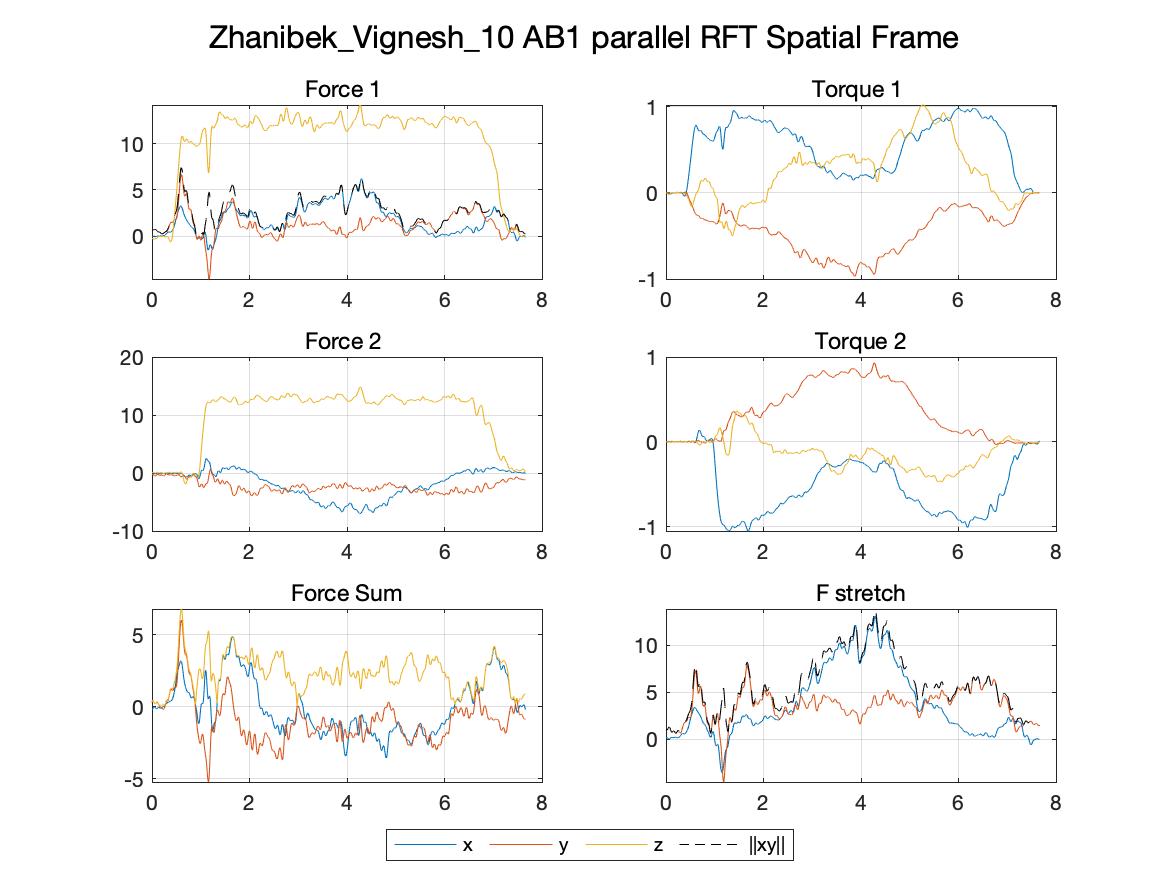 Zhanibek_Vignesh_10 AB1 parallel RFT Spatial Frame
Force 1
10
5
0
0 2 4 6 8
Torque 1
1
0
-1
0 2 4 6 8
Force 2
20
10
0
-10
0 2 4 6 8
Torque 2
1
0
-1
0 2 4 6 8
Force Sum
5
0
-5
0 2 4 6 8
F stretch
10
5
0
0 2 4 6 8
x y z ||xy||